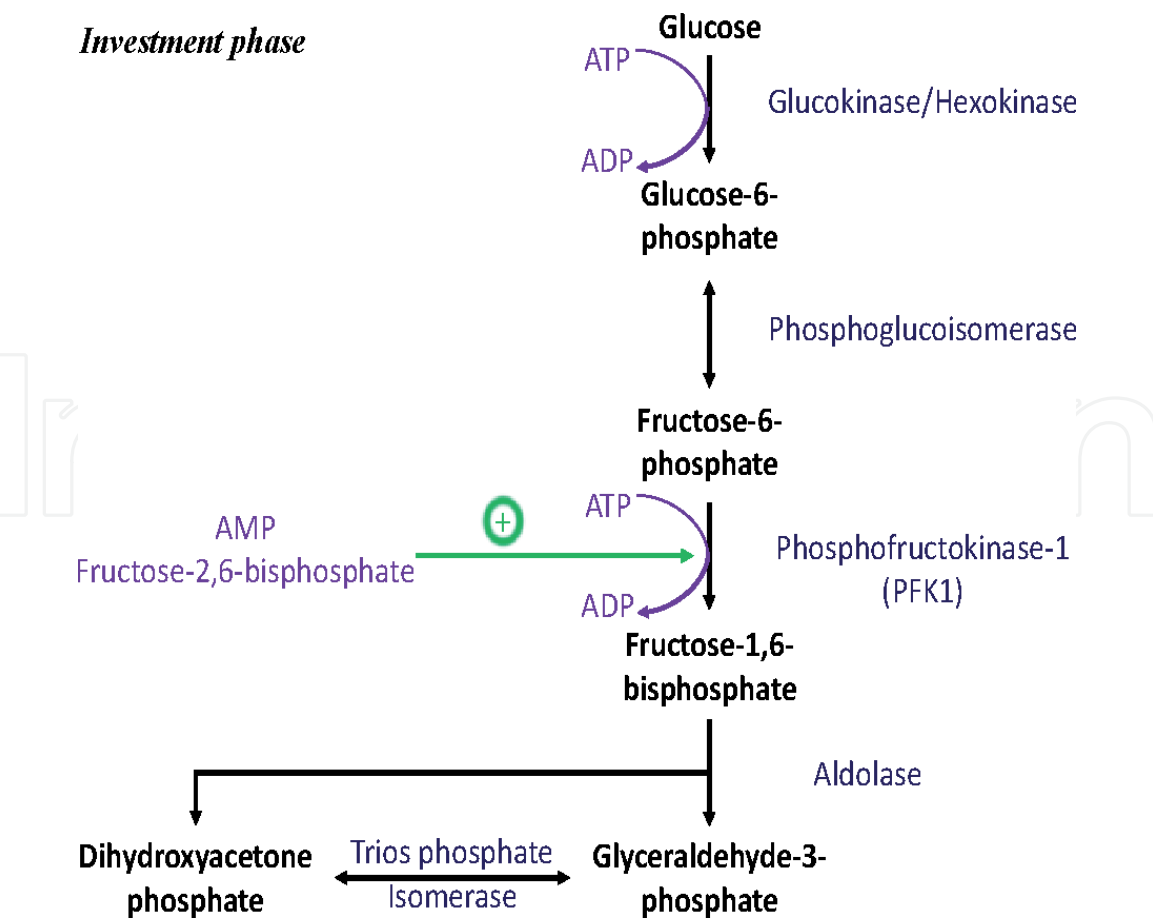 Investment phase
Glucose
ATP
Glucokinase/Hexokinase
ADP
Glucose-6-
phosphate
Phosphoglucoisomerase
Fructose-6-
phosphate
ATP
AMP
+
Phosphofructokinase-1
Fructose-2,6-bisphosphate
(PFK1)
ADP
Fructose-1,6-
bisphosphate
Aldolase
Dihydroxyacetone
phosphate
Trios phosphate
Isomerase
Glyceraldehyde-3-
phosphate